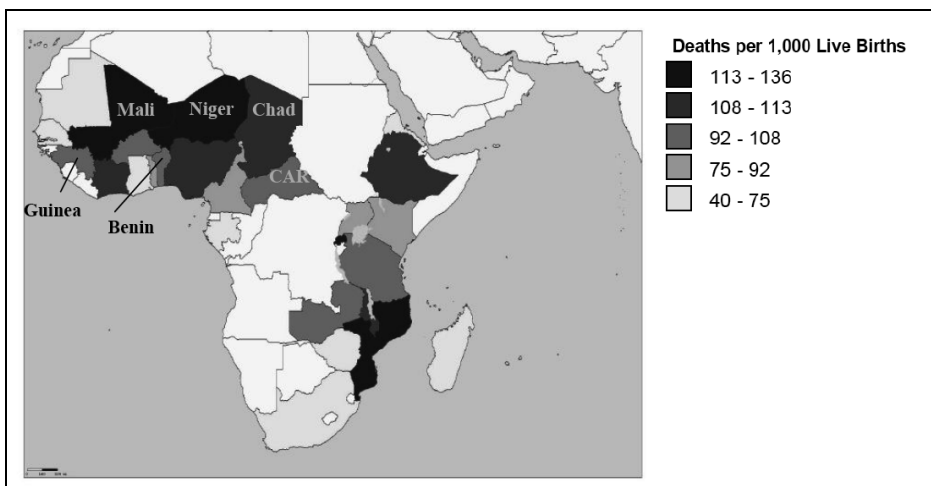 Deaths per 1,000 Live Births
113 - 136
108 - 113
92 - 108
75 - 92
40 - 75
Mali
Niger
Chad
CAR
Guinea
Benin